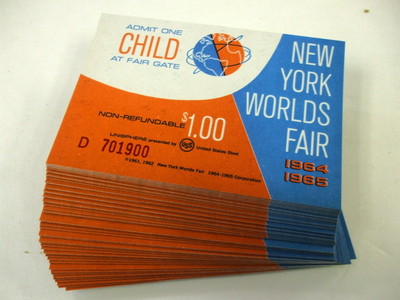 ADMIT ONE
CHILD
AT FAIR GATE
NEW
YORK
WORLDS
FAIR
1964
1965
NON-REFUNDABLE $1.00
UNISPHERE presented by USS United States Steel
D 701900
©1961, 1962 New York Worlds Fair 1964-1965 Corporation